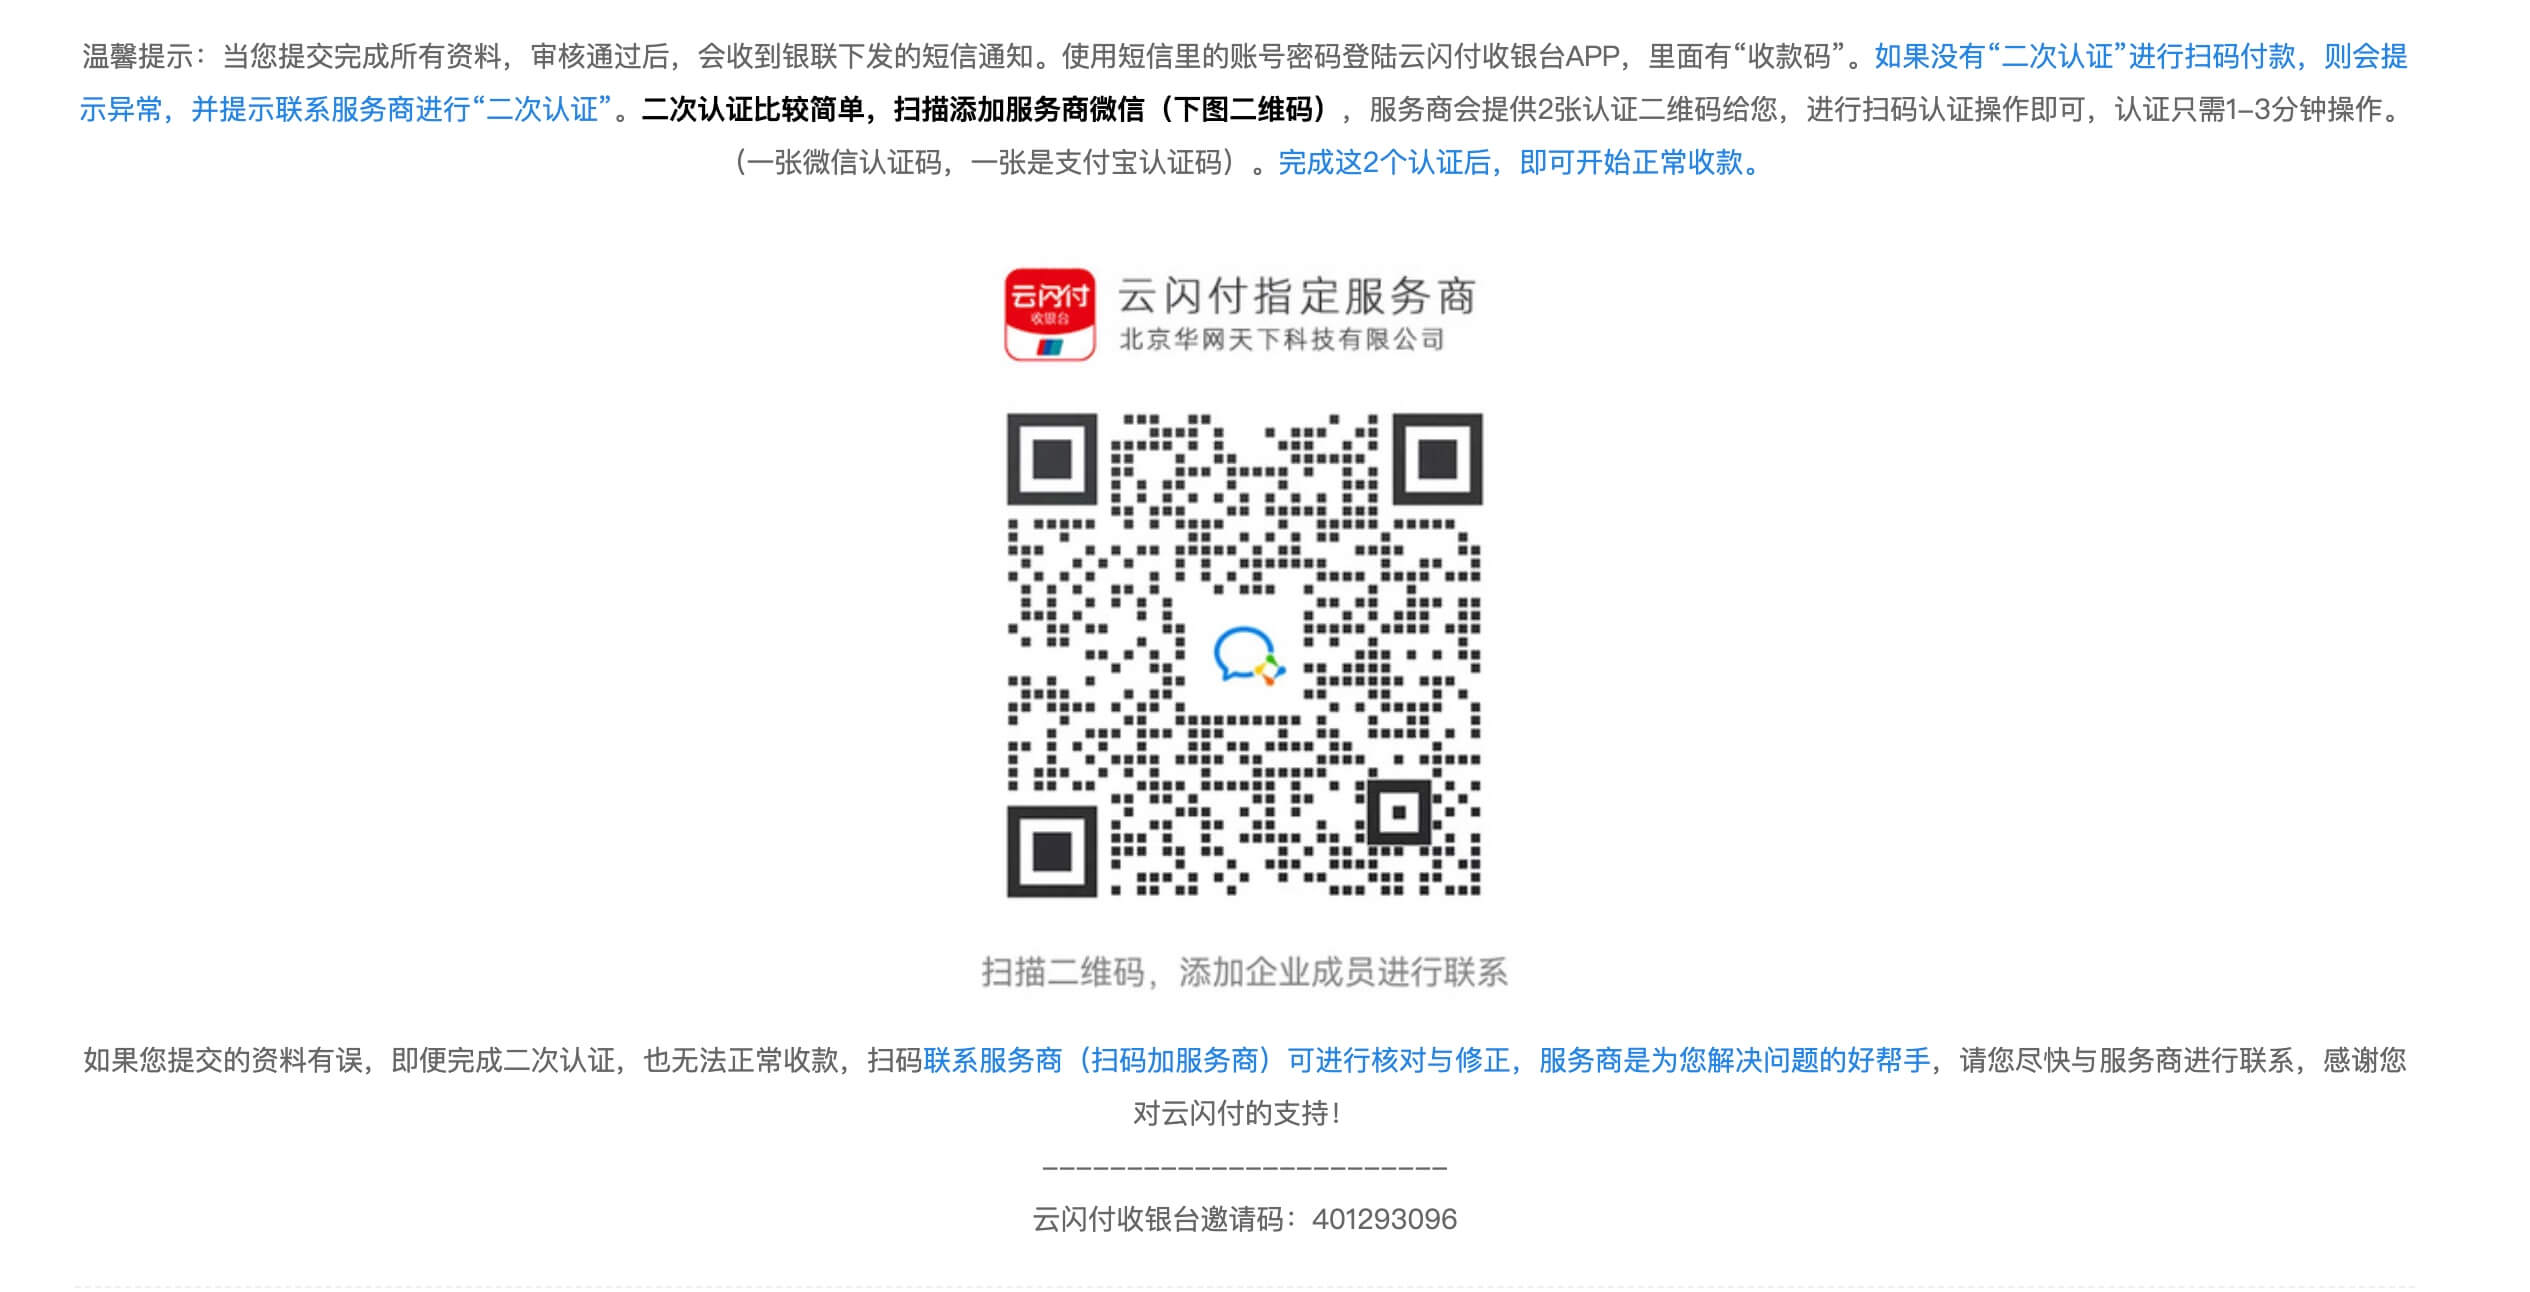 温馨提示：当您提交完成所有资料，审核通过后，会收到银联下发的短信通知。使用短信里的账号密码登陆云闪付收银台APP，里面有“收款码”。如果没有“二次认证”进行扫码付款，则会提
示异常，并提示联系服务商进行“二次认证”。二次认证比较简单，扫描添加服务商微信（下图二维码），服务商会提供2张认证二维码给您，进行扫码认证操作即可，认证只需1-3分钟操作。
（一张微信认证码，一张是支付宝认证码）。完成这2个认证后，即可开始正常收款。
云闪付
收银台
云闪付指定服务商
北京华网天下科技有限公司
扫描二维码，添加企业成员进行联系
如果您提交的资料有误，即便完成二次认证，也无法正常收款，扫码联系服务商（扫码加服务商）可进行核对与修正，服务商是为您解决问题的好帮手，请您尽快与服务商进行联系，感谢您
对云闪付的支持！
------------------------
云闪付收银台邀请码：401293096